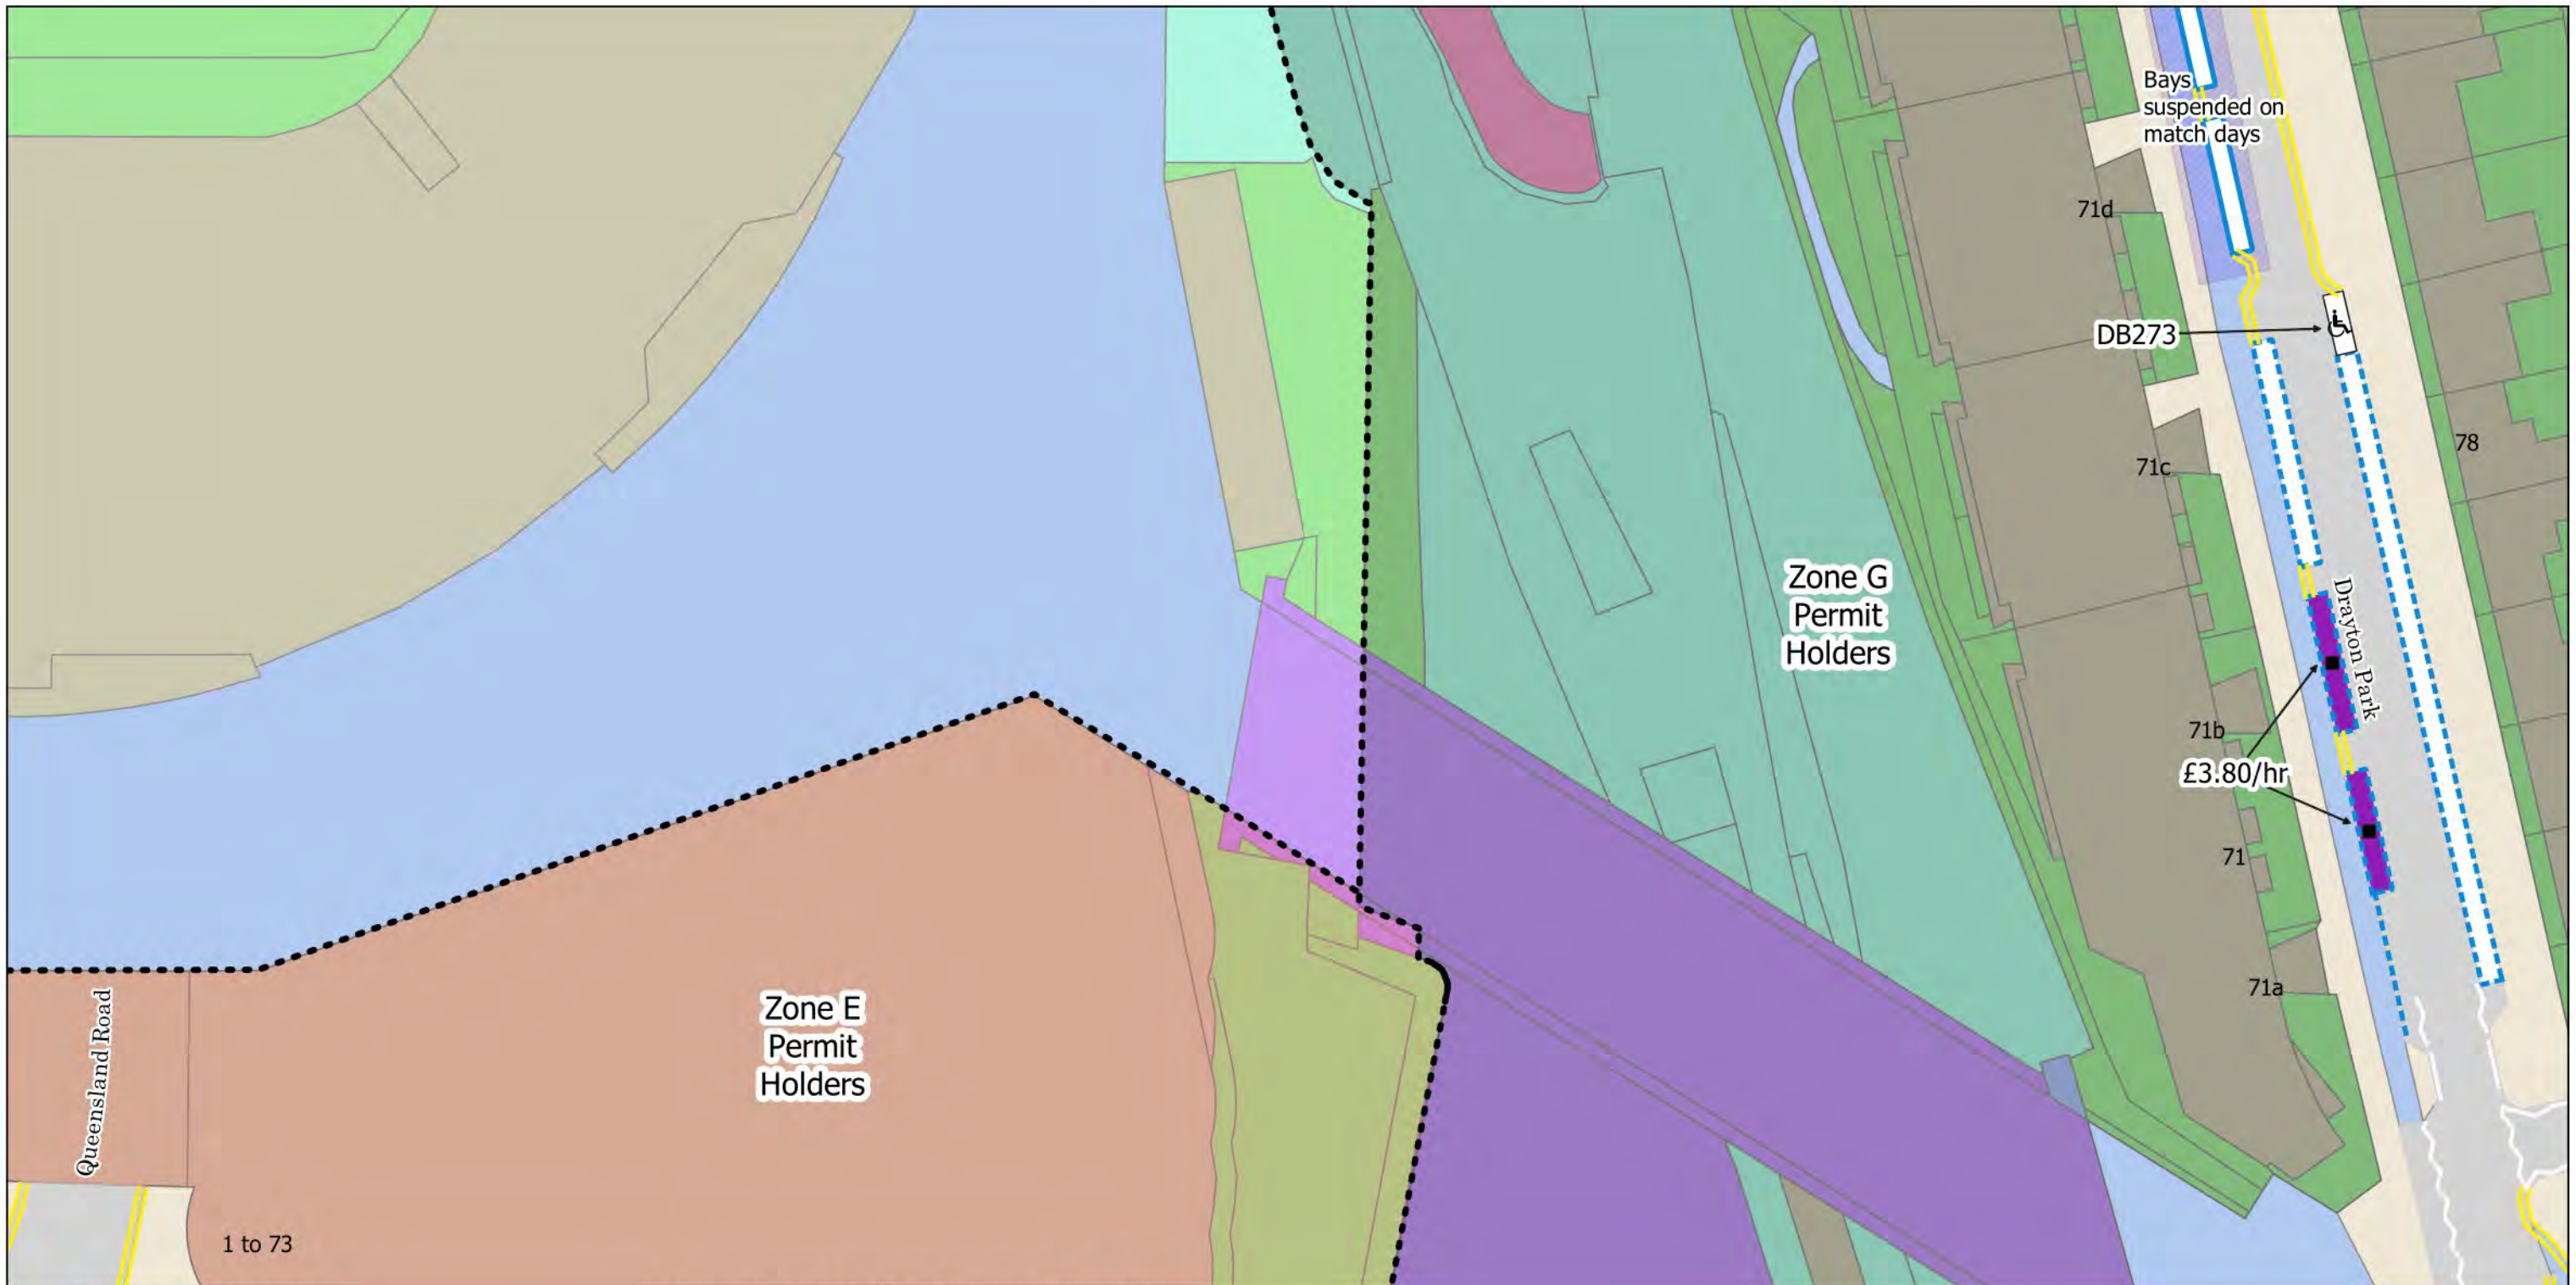 Bays
suspended on
match days
71d
DB273
78
71c
Zone G
Permit
Holders
Drayton Park
71b
£3.80/hr
71
71a
Zone E
Permit
Holders
Queensland Road
1 to 73